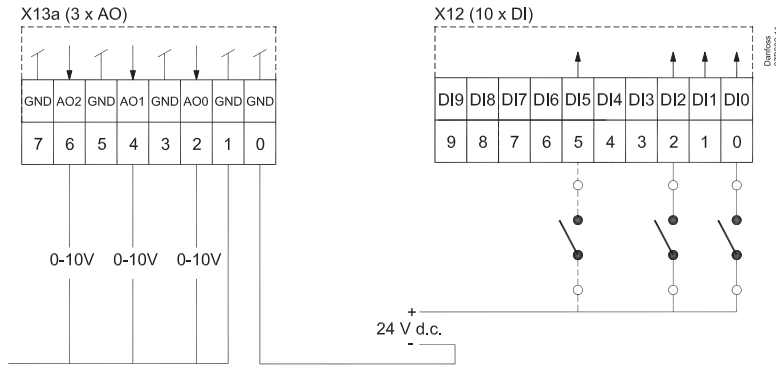 X13a (3 x AO)
GND AO2 GND AO1 GND AO0 GND GND
7 6 5 4 3 2 1 0
0-10V 0-10V 0-10V
X12 (10 x DI)
DI9 DI8 DI7 DI6 DI5 DI4 DI3 DI2 DI1 DI0
9 8 7 6 5 4 3 2 1 0
+
24 V d.c.
-
Danfoss